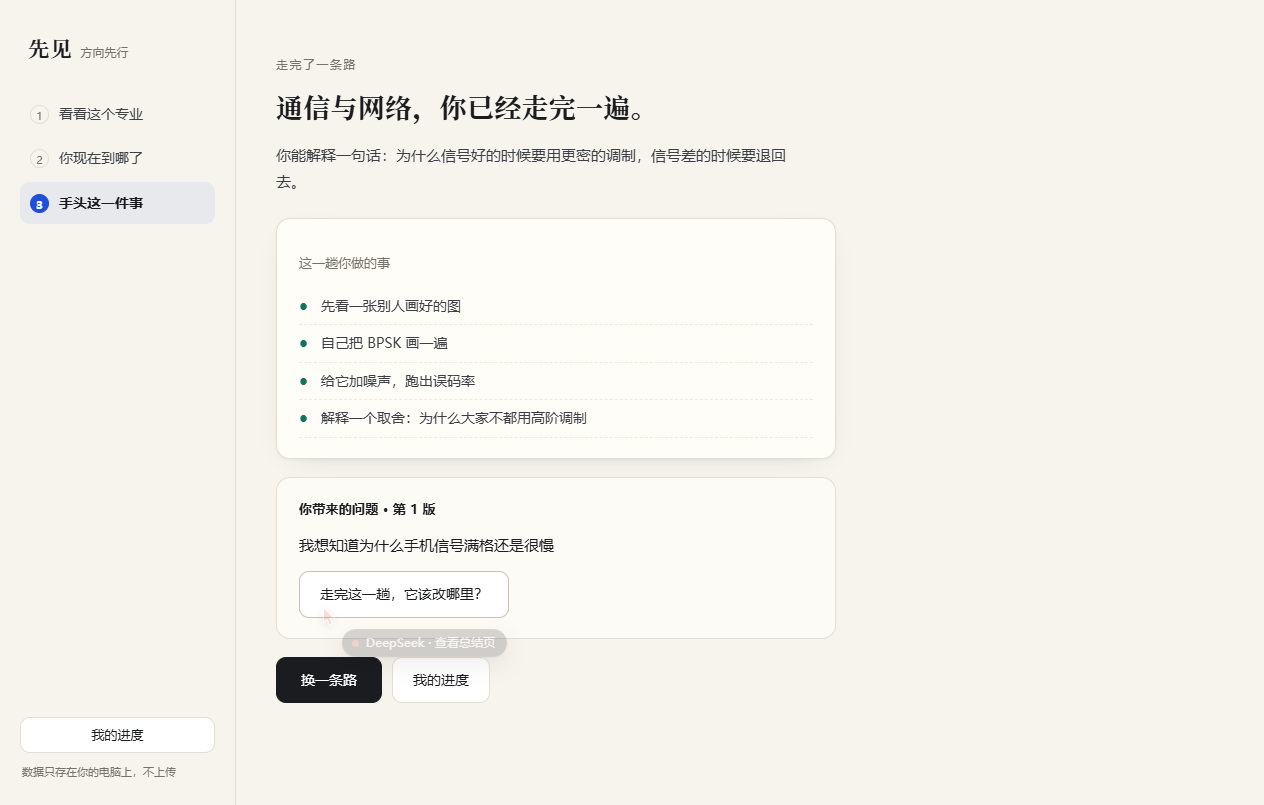 先见 方向先行
1 看看这个专业
2 你现在到哪了
3 手头这一件事
我的进度
数据只存在你的电脑上，不上传
走完了一条路
通信与网络，你已经走完一遍。
你能解释一句话：为什么信号好的时候要用更密的调制，信号差的时候要退回
去。
这一趟你做的事
先看一张别人画好的图
自己把 BPSK 画一遍
给它加噪声，跑出误码率
解释一个取舍：为什么大家不都用高阶调制
你带来的问题 • 第 1 版
我想知道为什么手机信号满格还是很慢
走完这一趟，它该改哪里？
DeepSeek · 查看总结页
换一条路
我的进度